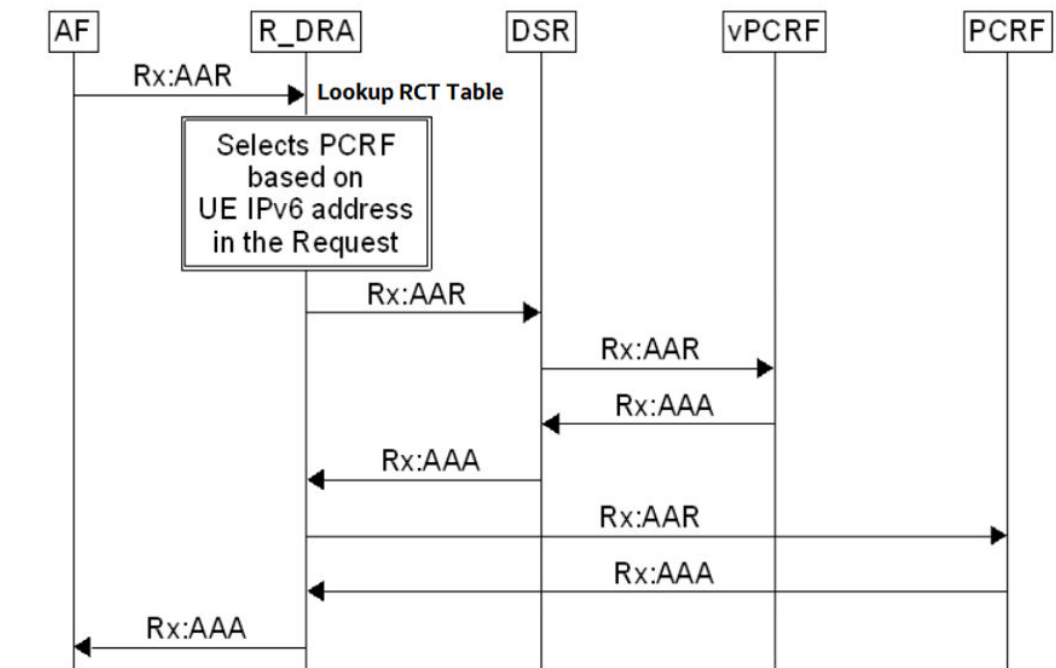 AF
R_DRA
DSR
vPCRF
PCRF
Rx:AAR
Lookup RCT Table
Selects PCRF
based on
UE IPv6 address
in the Request
Rx:AAR
Rx:AAR
Rx:AAA
Rx:AAA
Rx:AAR
Rx:AAA
Rx:AAA